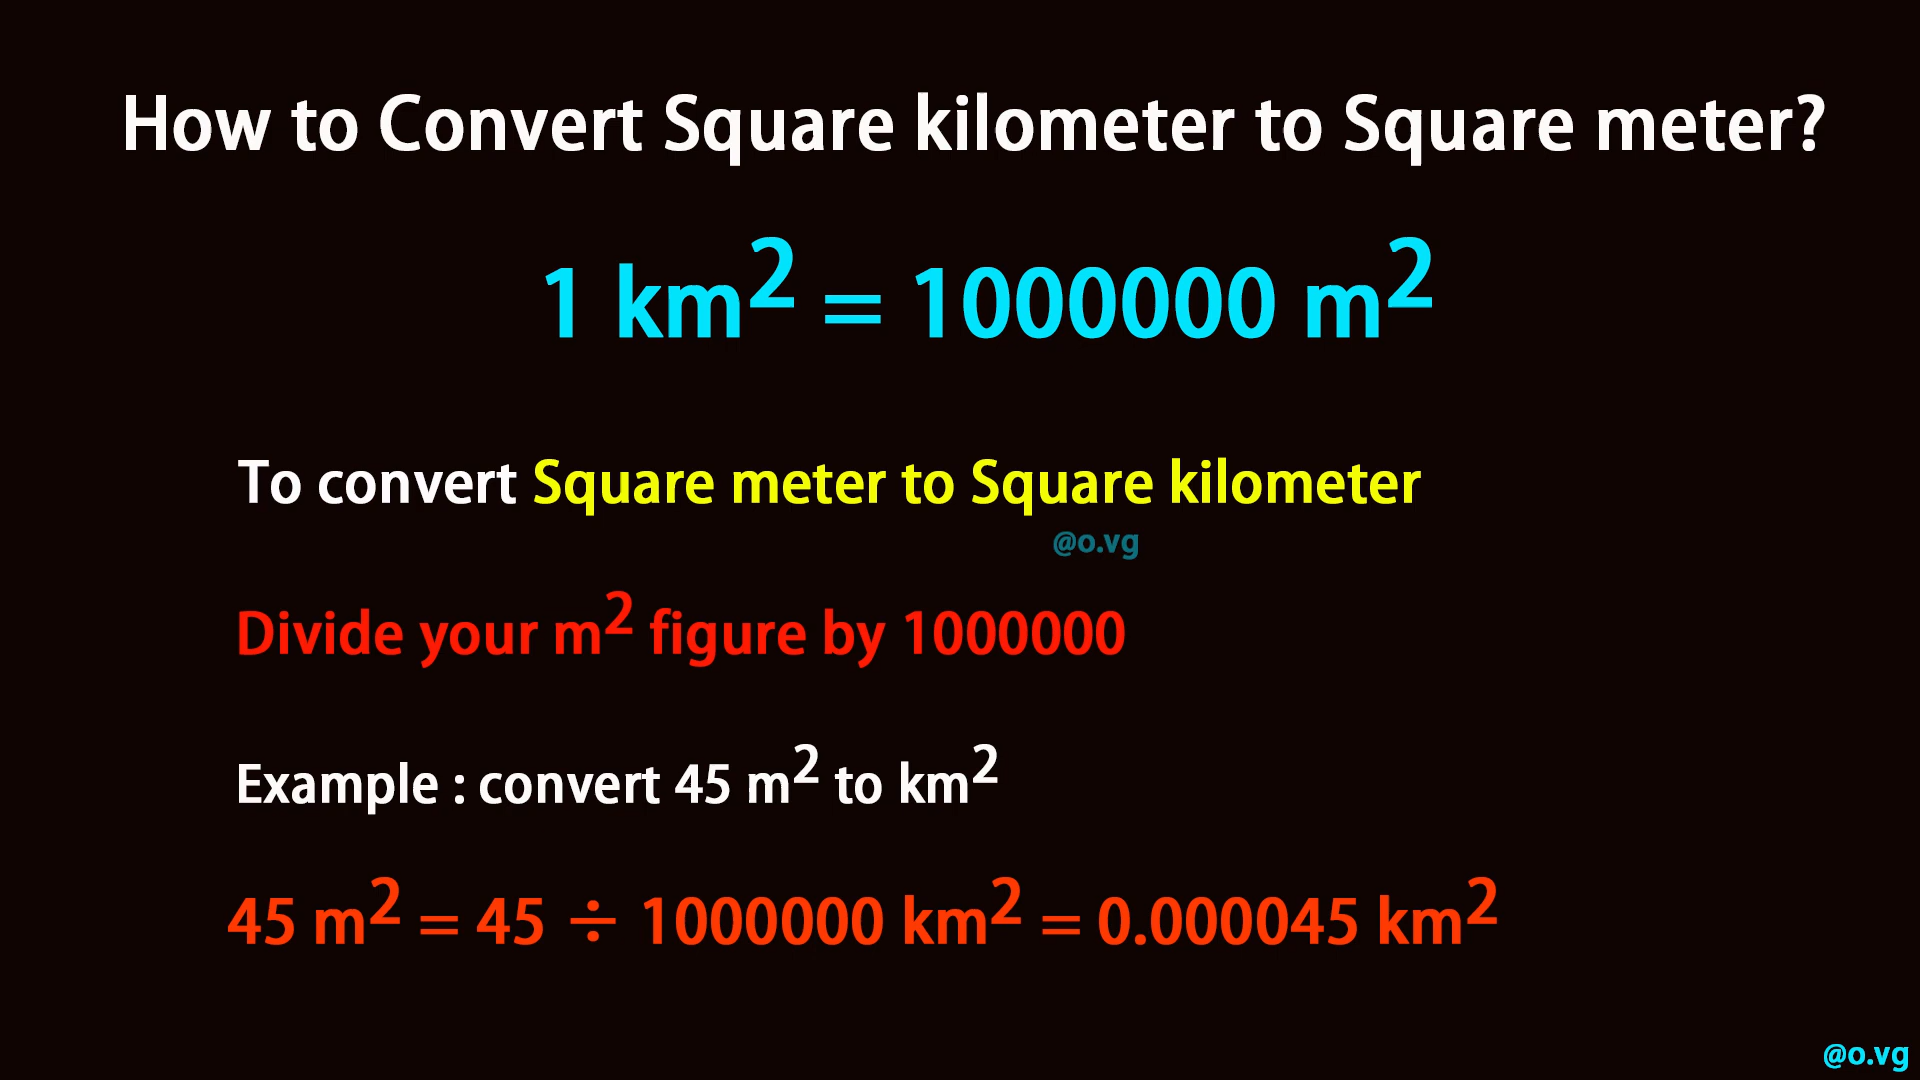 How to Convert Square kilometer to Square meter?
1 km² = 1000000 m²
To convert Square meter to Square kilometer
@o.vg
Divide your m² figure by 1000000
Example : convert 45 m² to km²
45 m² = 45 ÷ 1000000 km² = 0.000045 km²
@o.vg